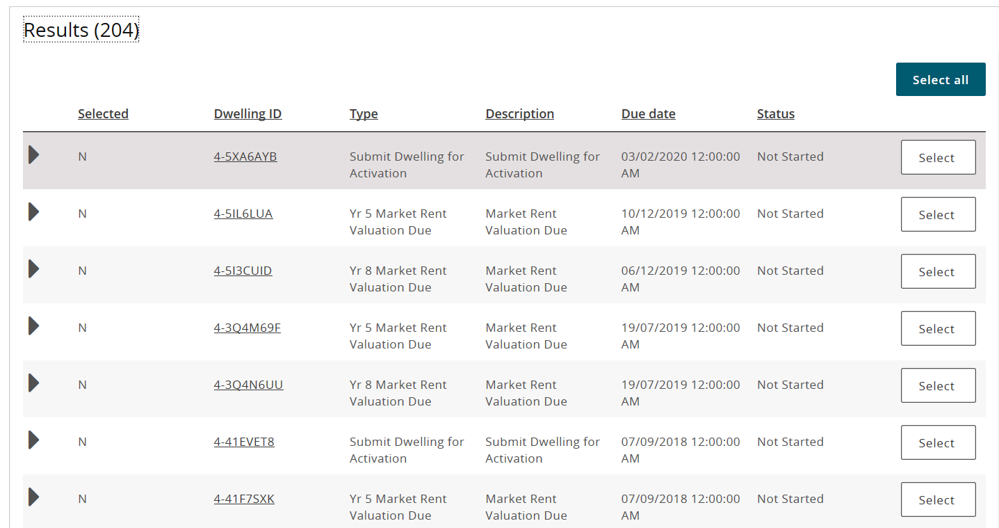 Results (204)
Select all
Selected Dwelling ID Type Description Due date Status
N 4-5XA6AYB Submit Dwelling for Submit Dwelling for 03/02/2020 12:00:00 Not Started Select
Activation Activation AM
N 4-5IL6LUA Yr 5 Market Rent Market Rent 10/12/2019 12:00:00 Not Started Select
Valuation Due Valuation Due AM
N 4-5I3CUID Yr 8 Market Rent Market Rent 06/12/2019 12:00:00 Not Started Select
Valuation Due Valuation Due AM
N 4-3Q4M69F Yr 5 Market Rent Market Rent 19/07/2019 12:00:00 Not Started Select
Valuation Due Valuation Due AM
N 4-3Q4N6UU Yr 8 Market Rent Market Rent 19/07/2019 12:00:00 Not Started Select
Valuation Due Valuation Due AM
N 4-41EVET8 Submit Dwelling for Submit Dwelling for 07/09/2018 12:00:00 Not Started Select
Activation Activation AM
N 4-41F7SXK Yr 5 Market Rent Market Rent 07/09/2018 12:00:00 Not Started Select
Valuation Due Valuation Due AM